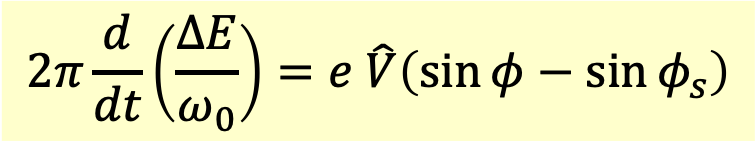 2π d/dt (ΔE/ω₀) = e V̂(sin ϕ − sin ϕₛ)